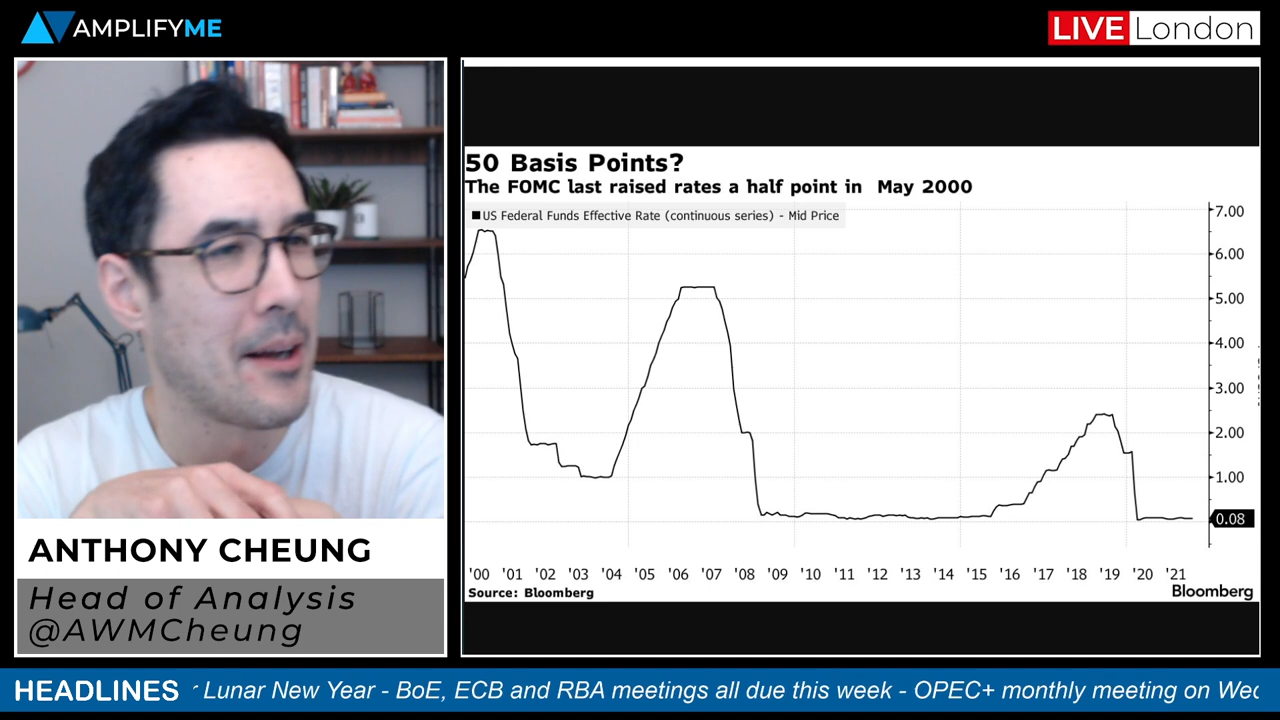 AMPLIFYME
LIVE London
50 Basis Points?
The FOMC last raised rates a half point in May 2000
US Federal Funds Effective Rate (continuous series) - Mid Price
7.00
6.00
5.00
4.00
3.00
2.00
1.00
0.08
'00 '01 '02 '03 '04 '05 '06 '07 '08 '09 '10 '11 '12 '13 '14 '15 '16 '17 '18 '19 '20 '21
Source: Bloomberg
Bloomberg
ANTHONY CHEUNG
Head of Analysis
@AWMCheung
HEADLINES Lunar New Year - BoE, ECB and RBA meetings all due this week - OPEC+ monthly meeting on